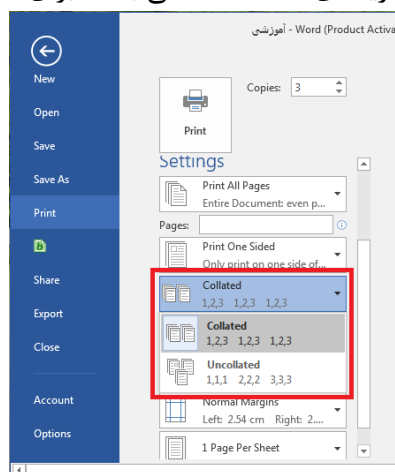 آموزشی - Word (Product Activa
New
Open
Save
Save As
Print
Share
Export
Close
Account
Options
Copies: 3
Print
Settings
Print All Pages
Entire Document: even p...
Pages:
Print One Sided
Only print on one side of...
Collated
1,2,3 1,2,3 1,2,3
Collated
1,2,3 1,2,3 1,2,3
Uncollated
1,1,1 2,2,2 3,3,3
Normal Margins
Left: 2.54 cm Right: 2....
1 Page Per Sheet